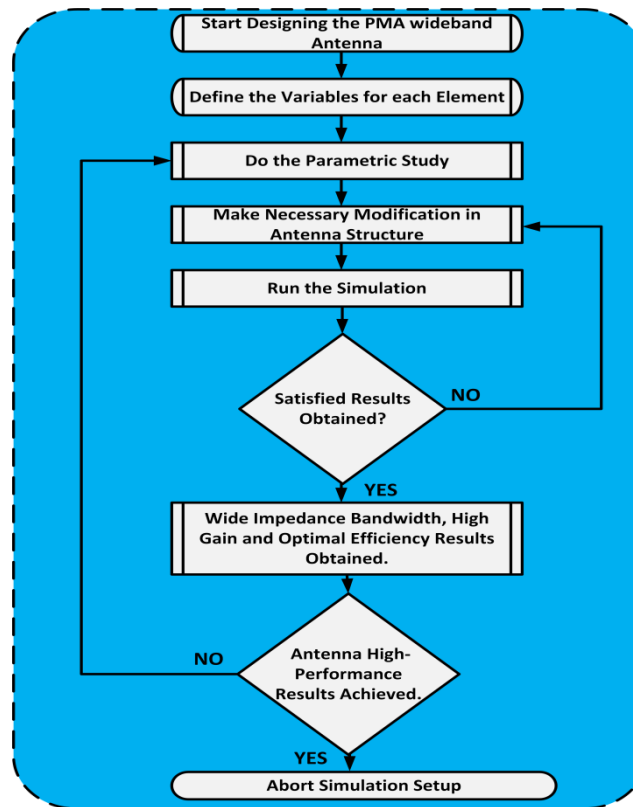 Start Designing the PMA wideband
Antenna
Define the Variables for each Element
Do the Parametric Study
Make Necessary Modification in
Antenna Structure
Run the Simulation
Satisfied Results
Obtained?
NO
YES
Wide Impedance Bandwidth, High
Gain and Optimal Efficiency Results
Obtained.
NO
Antenna High-
Performance
Results Achieved.
YES
Abort Simulation Setup